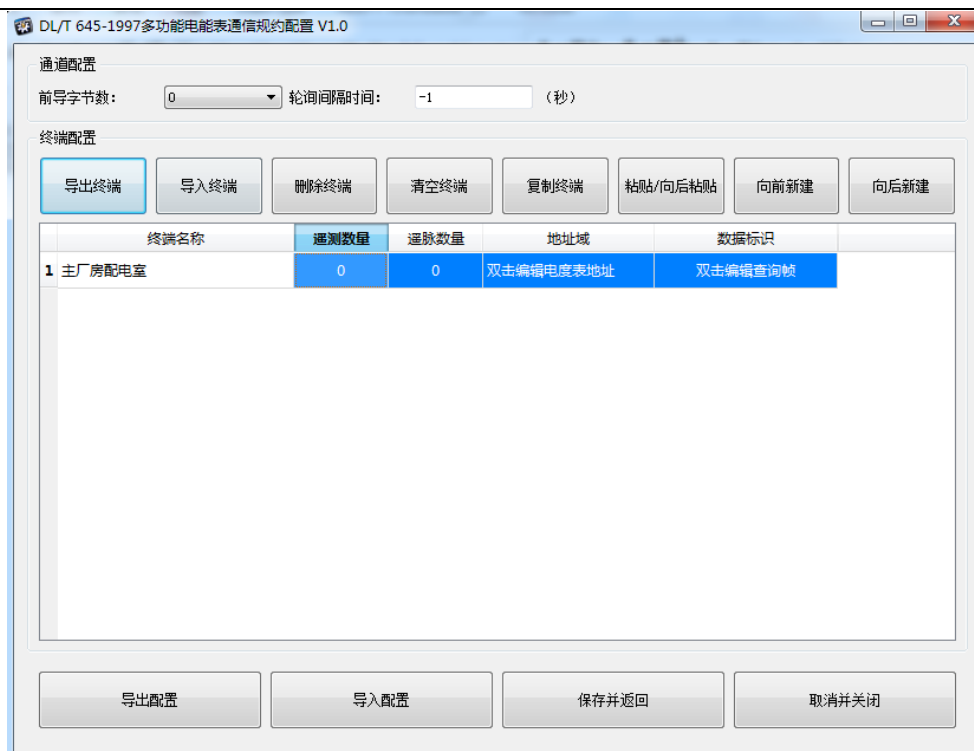 DL/T 645-1997多功能电能表通信规约配置 V1.0
通道配置
前导字节数： 0 轮询间隔时间： -1 （秒）
终端配置
导出终端 导入终端 删除终端 清空终端 复制终端 粘贴/向后粘贴 向前新建 向后新建
终端名称 遥测数量 遥脉数量 地址域 数据标识
1 主厂房配电室 0 0 双击编辑电度表地址 双击编辑查询帧
导出配置 导入配置 保存并返回 取消并关闭